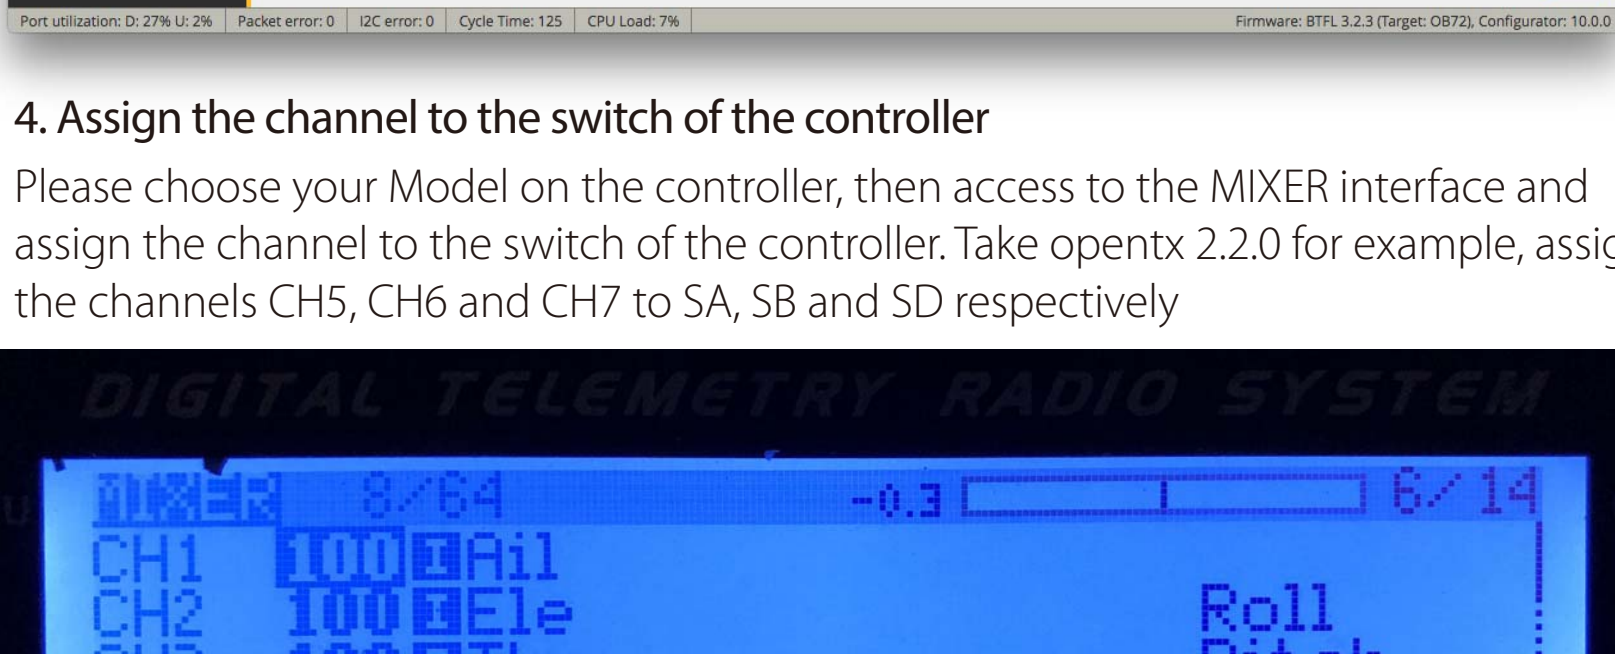 Port utilization: D: 27% U: 2% Packet error: 0 I2C error: 0 Cycle Time: 125 CPU Load: 7% Firmware: BTFL 3.2.3 (Target: OB72), Configurator: 10.0.0
4. Assign the channel to the switch of the controller
Please choose your Model on the controller, then access to the MIXER interface and
assign the channel to the switch of the controller. Take opentx 2.2.0 for example, assig
the channels CH5, CH6 and CH7 to SA, SB and SD respectively
DIGITAL TELEMETRY RADIO SYSTEM
MIXER 8/64 -0.3 6/14
CH1 100 I Ail
CH2 100 I Ele Roll